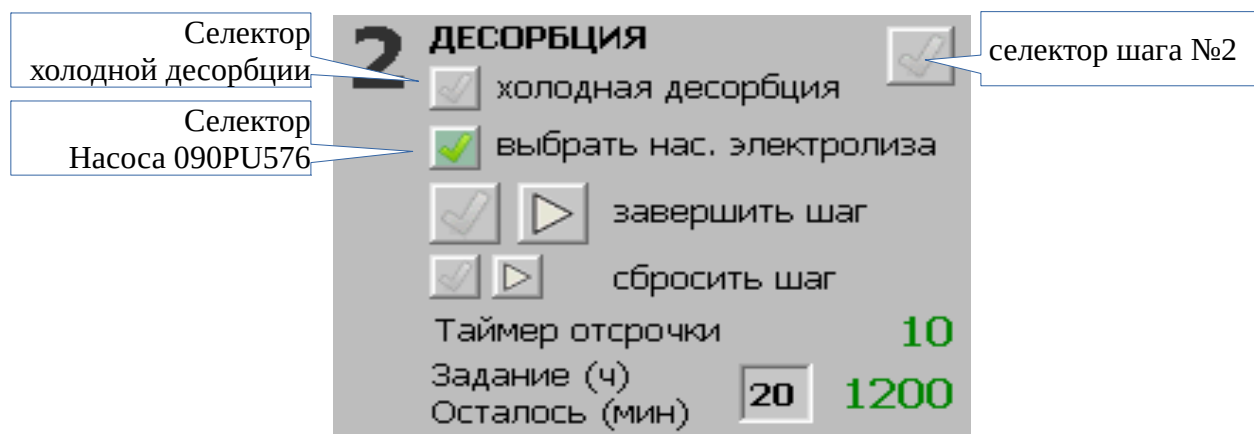 Селектор
холодной десорбции
Селектор
Насоса 090PU576
2 ДЕСОРБЦИЯ
холодная десорбция
выбрать нас. электролиза
завершить шаг
сбросить шаг
Таймер отсрочки 10
Задание (ч)
Осталось (мин) 20 1200
селектор шага №2